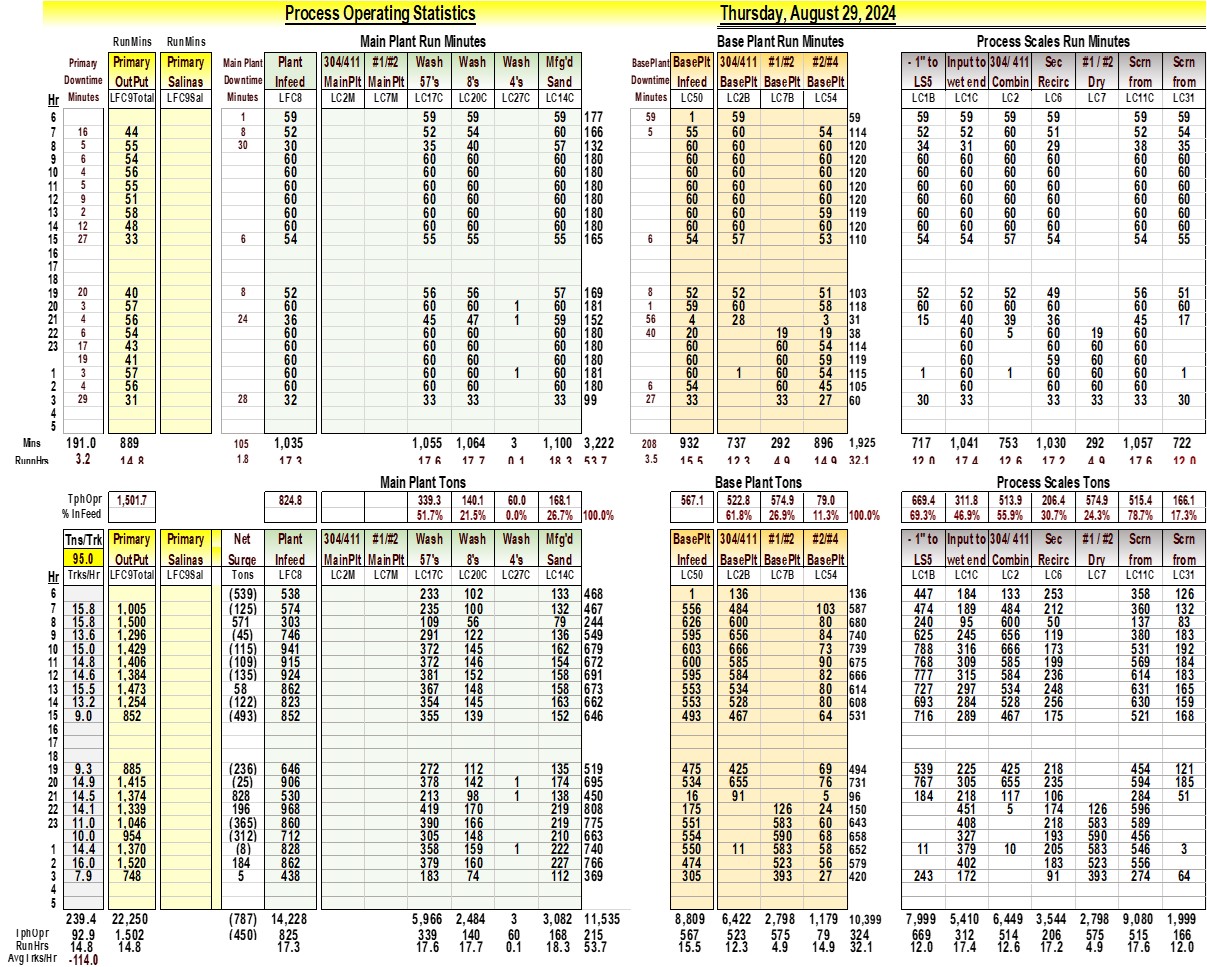 Process Operating Statistics Thursday, August 29, 2024
RunMins RunMins Main Plant Run Minutes Base Plant Run Minutes Process Scales Run Minutes
Primary Primary Primary Main Plant Plant 304/411 #1/#2 Wash Wash Wash Mfg'd BasePlant BasePlt 304/411 #1/#2 #2/#4 - 1" to Input to 304/ 411 Sec #1 / #2 Scrn Scrn
Downtime OutPut Salinas Downtime Infeed MainPlt MainPlt 57's 8's 4's Sand Downtime Infeed BasePlt BasePlt BasePlt LS5 wet end Combin Recirc Dry from from
Hr Minutes LFC9Total LFC9Sal Minutes LFC8 LC2M LC7M LC17C LC20C LC27C LC14C Minutes LC50 LC2B LC7B LC54 LC1B LC1C LC2 LC6 LC7 LC11C LC31
6 1 59 59 59 59 177 59 1 59 59 59 59 59 59 59 59
7 16 44 8 52 52 54 60 166 5 55 60 54 114 52 52 60 51 52 54
8 5 55 30 30 35 40 57 132 60 60 60 120 34 31 60 29 38 35
9 6 54 60 60 60 60 180 60 60 60 120 60 60 60 60 60 60
10 4 56 60 60 60 60 180 60 60 60 120 60 60 60 60 60 60
11 5 55 60 60 60 60 180 60 60 60 120 60 60 60 60 60 60
12 9 51 60 60 60 60 180 60 60 60 120 60 60 60 60 60 60
13 2 58 60 60 60 60 180 60 60 59 119 60 60 60 60 60 60
14 12 48 60 60 60 60 180 60 60 60 120 60 60 60 60 60 60
15 27 33 6 54 55 55 55 165 6 54 57 53 110 54 54 57 54 54 55
16
17
18
19 20 40 8 52 56 56 57 169 8 52 52 51 103 52 52 52 49 56 51
20 3 57 60 60 60 1 60 181 1 59 60 58 118 60 60 60 60 60 60
21 4 56 24 36 45 47 1 59 152 56 4 28 3 31 15 40 39 36 45 17
22 6 54 60 60 60 60 180 40 20 19 19 38 60 5 60 19 60
23 17 43 60 60 60 60 180 60 60 54 114 60 60 60 60
19 41 60 60 60 60 180 60 60 59 119 60 59 60 60
1 3 57 60 60 60 1 60 181 60 1 60 54 115 1 60 1 60 60 60 1
2 4 56 60 60 60 60 180 6 54 60 45 105 60 60 60 60
3 29 31 28 32 33 33 33 99 27 33 33 27 60 30 33 33 33 33 30
4
5
Mins 191.0 889 105 1,035 1,055 1,064 3 1,100 3,222 208 932 737 292 896 1,925 717 1,041 753 1,030 292 1,057 722
RunnHrs 3.2 14.8 1.8 17.3 17.6 17.7 0.1 18.3 53.7 3.5 15.5 12.3 4.9 14.9 32.1 12.0 17.4 12.6 17.2 4.9 17.6 12.0
Main Plant Tons Base Plant Tons Process Scales Tons
TphOpr 1,501.7 824.8 339.3 140.1 60.0 168.1 567.1 522.8 574.9 79.0 669.4 311.8 513.9 206.4 574.9 515.4 166.1
% InFeed 51.7% 21.5% 0.0% 26.7% 100.0% 61.8% 26.9% 11.3% 100.0% 69.3% 46.9% 55.9% 30.7% 24.3% 78.7% 17.3%
Tns/Trk Primary Primary Net Plant 304/411 #1/#2 Wash Wash Wash Mfg'd BasePlt 304/411 #1/#2 #2/#4 - 1" to Input to 304/ 411 Sec #1 / #2 Scrn Scrn
95.0 OutPut Salinas Surge Infeed MainPlt MainPlt 57's 8's 4's Sand Infeed BasePlt BasePlt BasePlt LS5 wet end Combin Recirc Dry from from
Hr Trks/Hr LFC9Total LFC9Sal Tons LFC8 LC2M LC7M LC17C LC20C LC27C LC14C LC50 LC2B LC7B LC54 LC1B LC1C LC2 LC6 LC7 LC11C LC31
6 (539) 538 233 102 133 468 1 136 136 447 184 133 253 358 126
7 15.8 1,005 (125) 574 235 100 132 467 556 484 103 587 474 189 484 212 360 132
8 15.8 1,500 571 303 109 56 79 244 626 600 80 680 240 95 600 50 137 83
9 13.6 1,296 (45) 746 291 122 136 549 595 656 84 740 625 245 656 119 380 183
10 15.0 1,429 (115) 941 372 145 162 679 603 666 73 739 788 316 666 173 531 192
11 14.8 1,406 (109) 915 372 146 154 672 600 585 90 675 768 309 585 199 569 184
12 14.6 1,384 (135) 924 381 152 158 691 595 584 82 666 777 315 584 236 614 183
13 15.5 1,473 58 862 367 148 158 673 553 534 80 614 727 297 534 248 631 165
14 13.2 1,254 (122) 823 354 145 163 662 553 528 80 608 693 284 528 256 630 159
15 9.0 852 (493) 852 355 139 152 646 493 467 64 531 716 289 467 175 521 168
16
17
18
19 9.3 885 (236) 646 272 112 135 519 475 425 69 494 539 225 425 218 454 121
20 14.9 1,415 (25) 906 378 142 1 174 695 534 655 76 731 767 305 655 235 594 185
21 14.5 1,374 828 530 213 98 1 138 450 16 91 5 96 184 218 117 106 284 51
22 14.1 1,339 196 968 419 170 219 808 175 126 24 150 451 5 174 126 596
23 11.0 1,046 (365) 860 390 166 219 775 551 583 60 643 408 218 583 589
10.0 954 (312) 712 305 148 210 663 554 590 68 658 327 193 590 456
1 14.4 1,370 (8) 828 358 159 1 222 740 550 11 583 58 652 11 379 10 205 583 546 3
2 16.0 1,520 184 862 379 160 227 766 474 523 56 579 402 183 523 556
3 7.9 748 5 438 183 74 112 369 305 393 27 420 243 172 91 393 274 64
4
5
239.4 22,250 (787) 14,228 5,966 2,484 3 3,082 11,535 8,809 6,422 2,798 1,179 10,399 7,999 5,410 6,449 3,544 2,798 9,080 1,999
TphOpr 92.9 1,502 (450) 825 339 140 60 168 215 567 523 575 79 324 669 312 514 206 575 515 166
RunHrs 14.8 14.8 17.3 17.6 17.7 0.1 18.3 53.7 15.5 12.3 4.9 14.9 32.1 12.0 17.4 12.6 17.2 4.9 17.6 12.0
AvgTrks/Hr -114.0